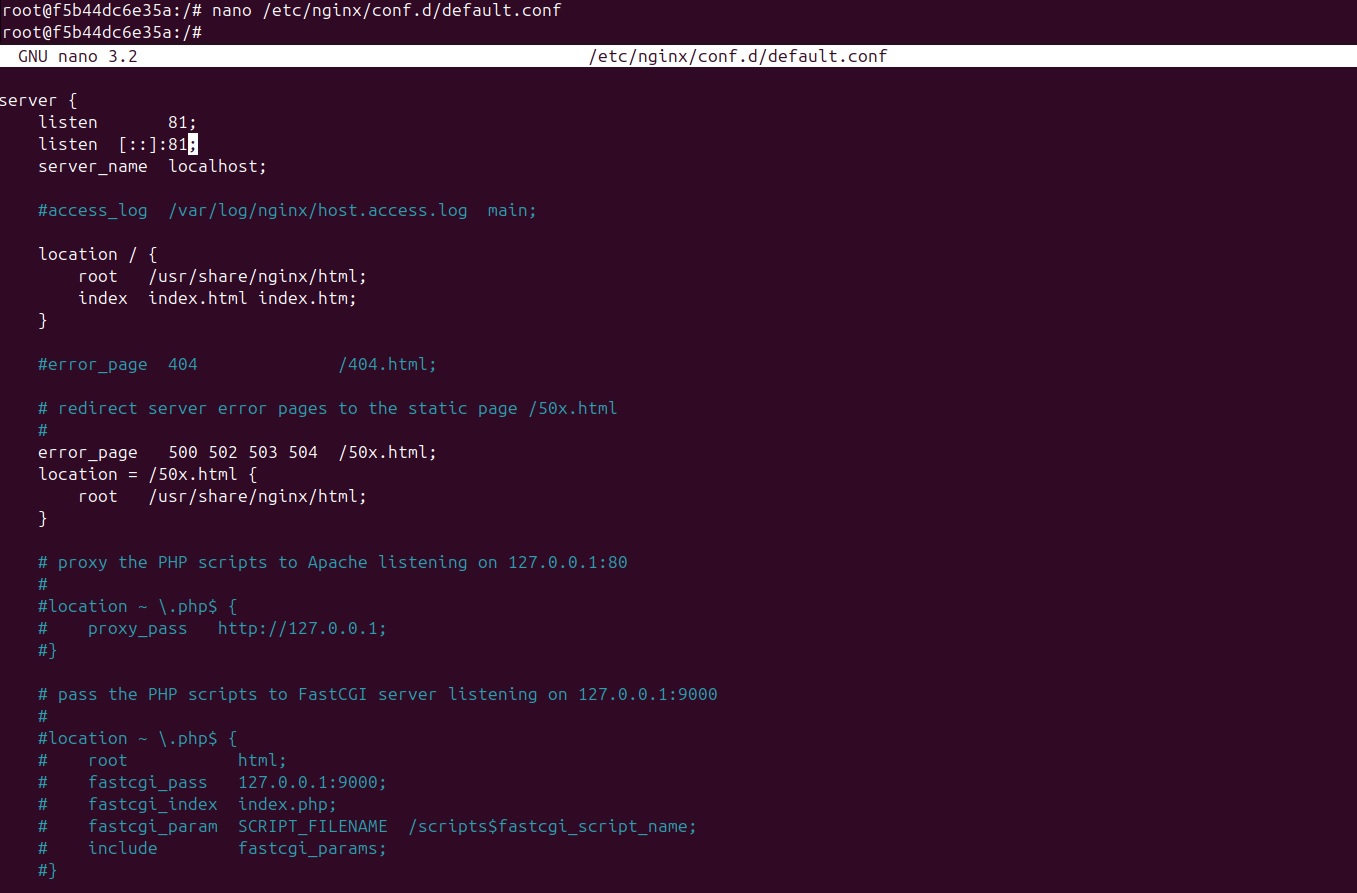 root@f5b44dc6e35a:/# nano /etc/nginx/conf.d/default.conf
root@f5b44dc6e35a:/#
GNU nano 3.2 /etc/nginx/conf.d/default.conf
server {
    listen       81;
    listen  [::]:81;
    server_name  localhost;
    #access_log  /var/log/nginx/host.access.log  main;
    location / {
        root   /usr/share/nginx/html;
        index  index.html index.htm;
    }
    #error_page  404              /404.html;
    # redirect server error pages to the static page /50x.html
    #
    error_page   500 502 503 504  /50x.html;
    location = /50x.html {
        root   /usr/share/nginx/html;
    }
    # proxy the PHP scripts to Apache listening on 127.0.0.1:80
    #
    #location ~ \.php$ {
    #    proxy_pass   http://127.0.0.1;
    #}
    # pass the PHP scripts to FastCGI server listening on 127.0.0.1:9000
    #
    #location ~ \.php$ {
    #    root           html;
    #    fastcgi_pass   127.0.0.1:9000;
    #    fastcgi_index  index.php;
    #    fastcgi_param  SCRIPT_FILENAME  /scripts$fastcgi_script_name;
    #    include        fastcgi_params;
    #}